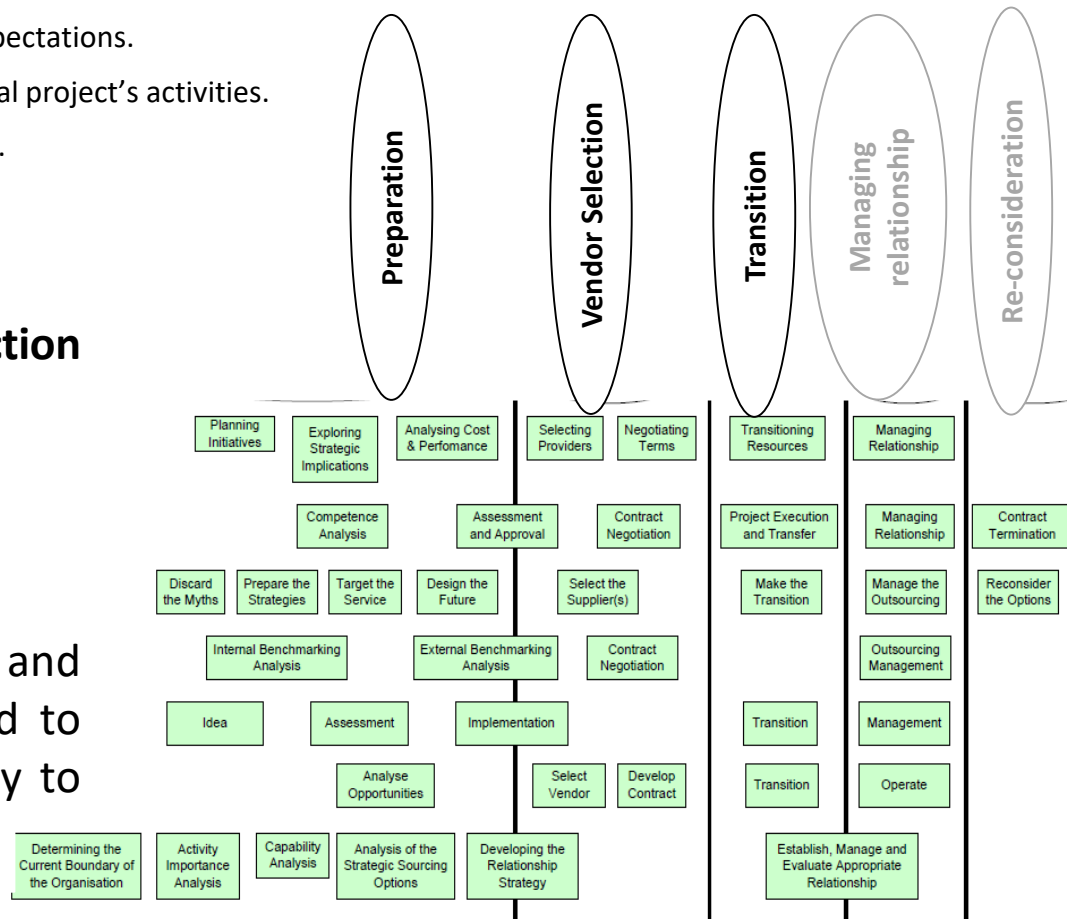 pectations.
al project’s activities.
.
ction
and
d to
y to
Preparation
Vendor Selection
Transition
Managing
relationship
Re-consideration
Planning
Initiatives
Exploring
Strategic
Implications
Analysing Cost
& Perfomance
Selecting
Providers
Negotiating
Terms
Transitioning
Resources
Managing
Relationship
Competence
Analysis
Assessment
and Approval
Contract
Negotiation
Project Execution
and Transfer
Managing
Relationship
Contract
Termination
Discard
the Myths
Prepare the
Strategies
Target the
Service
Design the
Future
Select the
Supplier(s)
Make the
Transition
Manage the
Outsourcing
Reconsider
the Options
Internal Benchmarking
Analysis
External Benchmarking
Analysis
Contract
Negotiation
Outsourcing
Management
Idea
Assessment
Implementation
Transition
Management
Analyse
Opportunities
Select
Vendor
Develop
Contract
Transition
Operate
Determining the
Current Boundary of
the Organisation
Activity
Importance
Analysis
Capability
Analysis
Analysis of the
Strategic Sourcing
Options
Developing the
Relationship
Strategy
Establish, Manage and
Evaluate Appropriate
Relationship